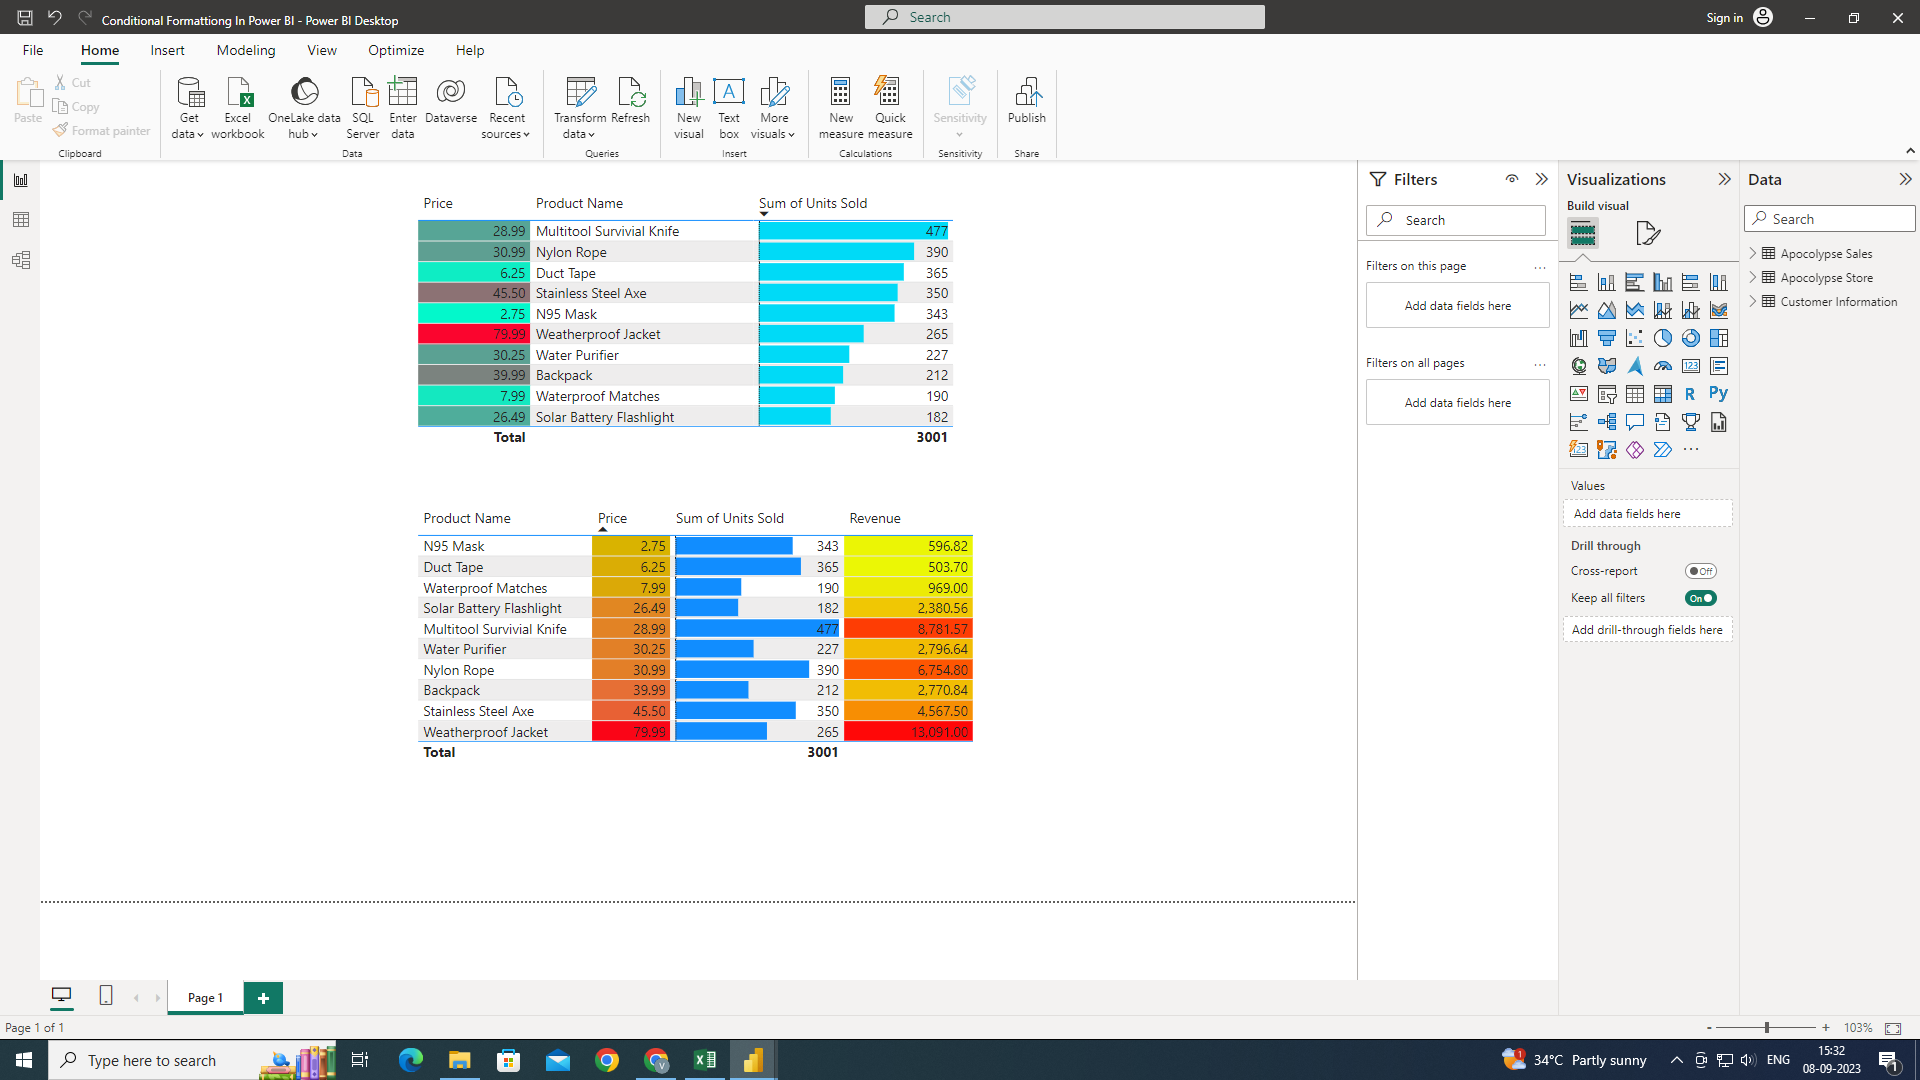 Conditional Formattiong In Power BI - Power BI Desktop
Search
Sign in
File Home Insert Modeling View Optimize Help
Paste
Cut
Copy
Format painter
Clipboard
Get data
Excel workbook
OneLake data hub
SQL Server
Enter data
Dataverse
Recent sources
Data
Transform data
Refresh
Queries
New visual
Text box
More visuals
Insert
New measure
Quick measure
Calculations
Sensitivity
Sensitivity
Publish
Share
Price Product Name Sum of Units Sold
28.99 Multitool Survivial Knife 477
30.99 Nylon Rope 390
6.25 Duct Tape 365
45.50 Stainless Steel Axe 350
2.75 N95 Mask 343
79.99 Weatherproof Jacket 265
30.25 Water Purifier 227
39.99 Backpack 212
7.99 Waterproof Matches 190
26.49 Solar Battery Flashlight 182
Total 3001
Product Name Price Sum of Units Sold Revenue
N95 Mask 2.75 343 596.82
Duct Tape 6.25 365 503.70
Waterproof Matches 7.99 190 969.00
Solar Battery Flashlight 26.49 182 2,380.56
Multitool Survivial Knife 28.99 477 8,781.57
Water Purifier 30.25 227 2,796.64
Nylon Rope 30.99 390 6,754.80
Backpack 39.99 212 2,770.84
Stainless Steel Axe 45.50 350 4,567.50
Weatherproof Jacket 79.99 265 13,091.00
Total 3001
Filters
Search
Filters on this page ...
Add data fields here
Filters on all pages ...
Add data fields here
Visualizations
Build visual
123
R Py
123
...
Values
Add data fields here
Drill through
Cross-report Off
Keep all filters On
Add drill-through fields here
Data
Search
Apocolypse Sales
Apocolypse Store
Customer Information
Page 1
+
Page 1 of 1
- + 103%
Type here to search
V
1
34°C Partly sunny
ENG
15:32
08-09-2023
1